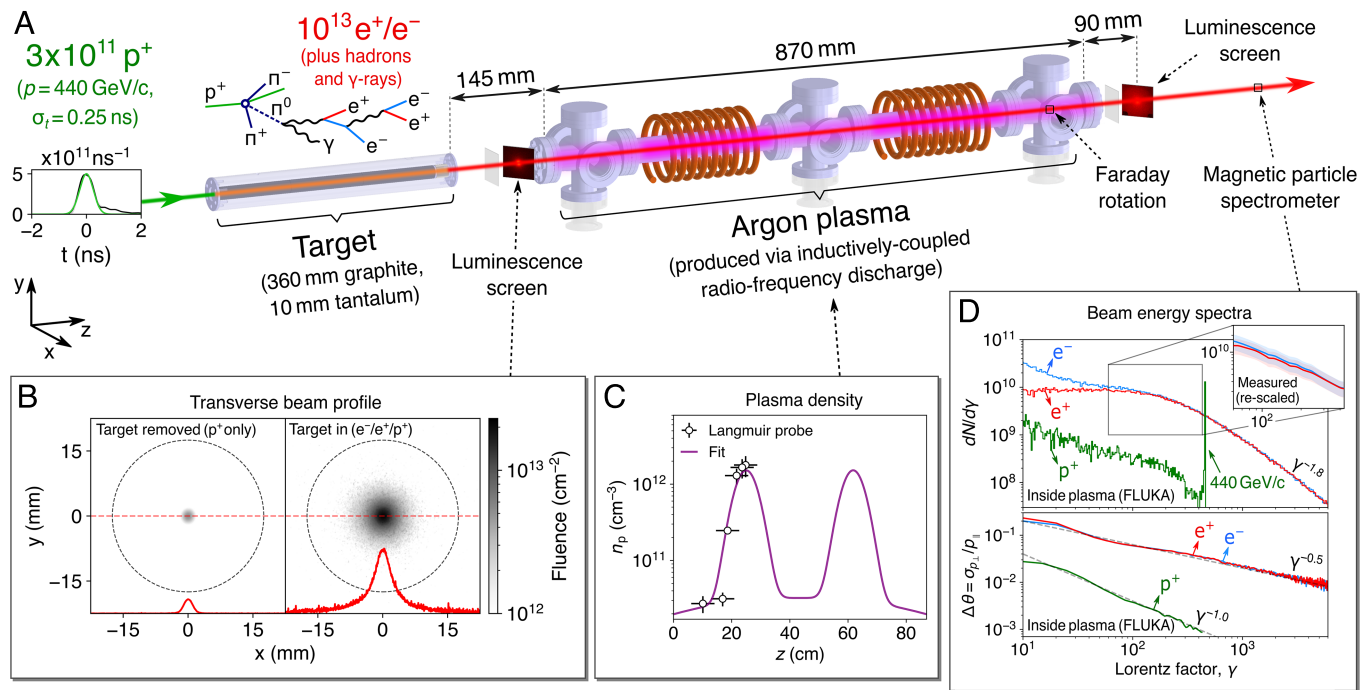 A
3x10¹¹ p⁺
(p = 440 GeV/c,
σₜ = 0.25 ns)
x10¹¹ns⁻¹
5
0
−2
0
2
t (ns)
y
z
x
10¹³ e⁺/e⁻
(plus hadrons
and γ-rays)
p⁺
π⁻
π⁰
π⁺
γ
e⁺
e⁻
e⁻
e⁺
Target
(360 mm graphite,
10 mm tantalum)
145 mm
870 mm
90 mm
Luminescence
screen
Luminescence
screen
Argon plasma
(produced via inductively-coupled
radio-frequency discharge)
Faraday
rotation
Magnetic particle
spectrometer
B
Transverse beam profile
Target removed (p⁺ only)
Target in (e⁻/e⁺/p⁺)
y (mm)
15
0
−15
−15
0
15
−15
0
15
x (mm)
10¹³
10¹²
Fluence (cm⁻²)
C
Plasma density
Langmuir probe
Fit
nₚ (cm⁻³)
10¹²
10¹¹
0
20
40
60
80
z (cm)
D
Beam energy spectra
dN/dγ
10¹¹
10¹⁰
10⁹
10⁸
e⁻
e⁺
p⁺
γ⁻¹·⁸
440 GeV/c
Inside plasma (FLUKA)
10¹⁰
Measured
(re-scaled)
10²
Δθ = σ_p⊥/p∥
10⁻¹
10⁻²
10⁻³
e⁺
e⁻
γ⁻⁰·⁵
p⁺
γ⁻¹·⁰
Inside plasma (FLUKA)
10¹
10²
10³
Lorentz factor, γ